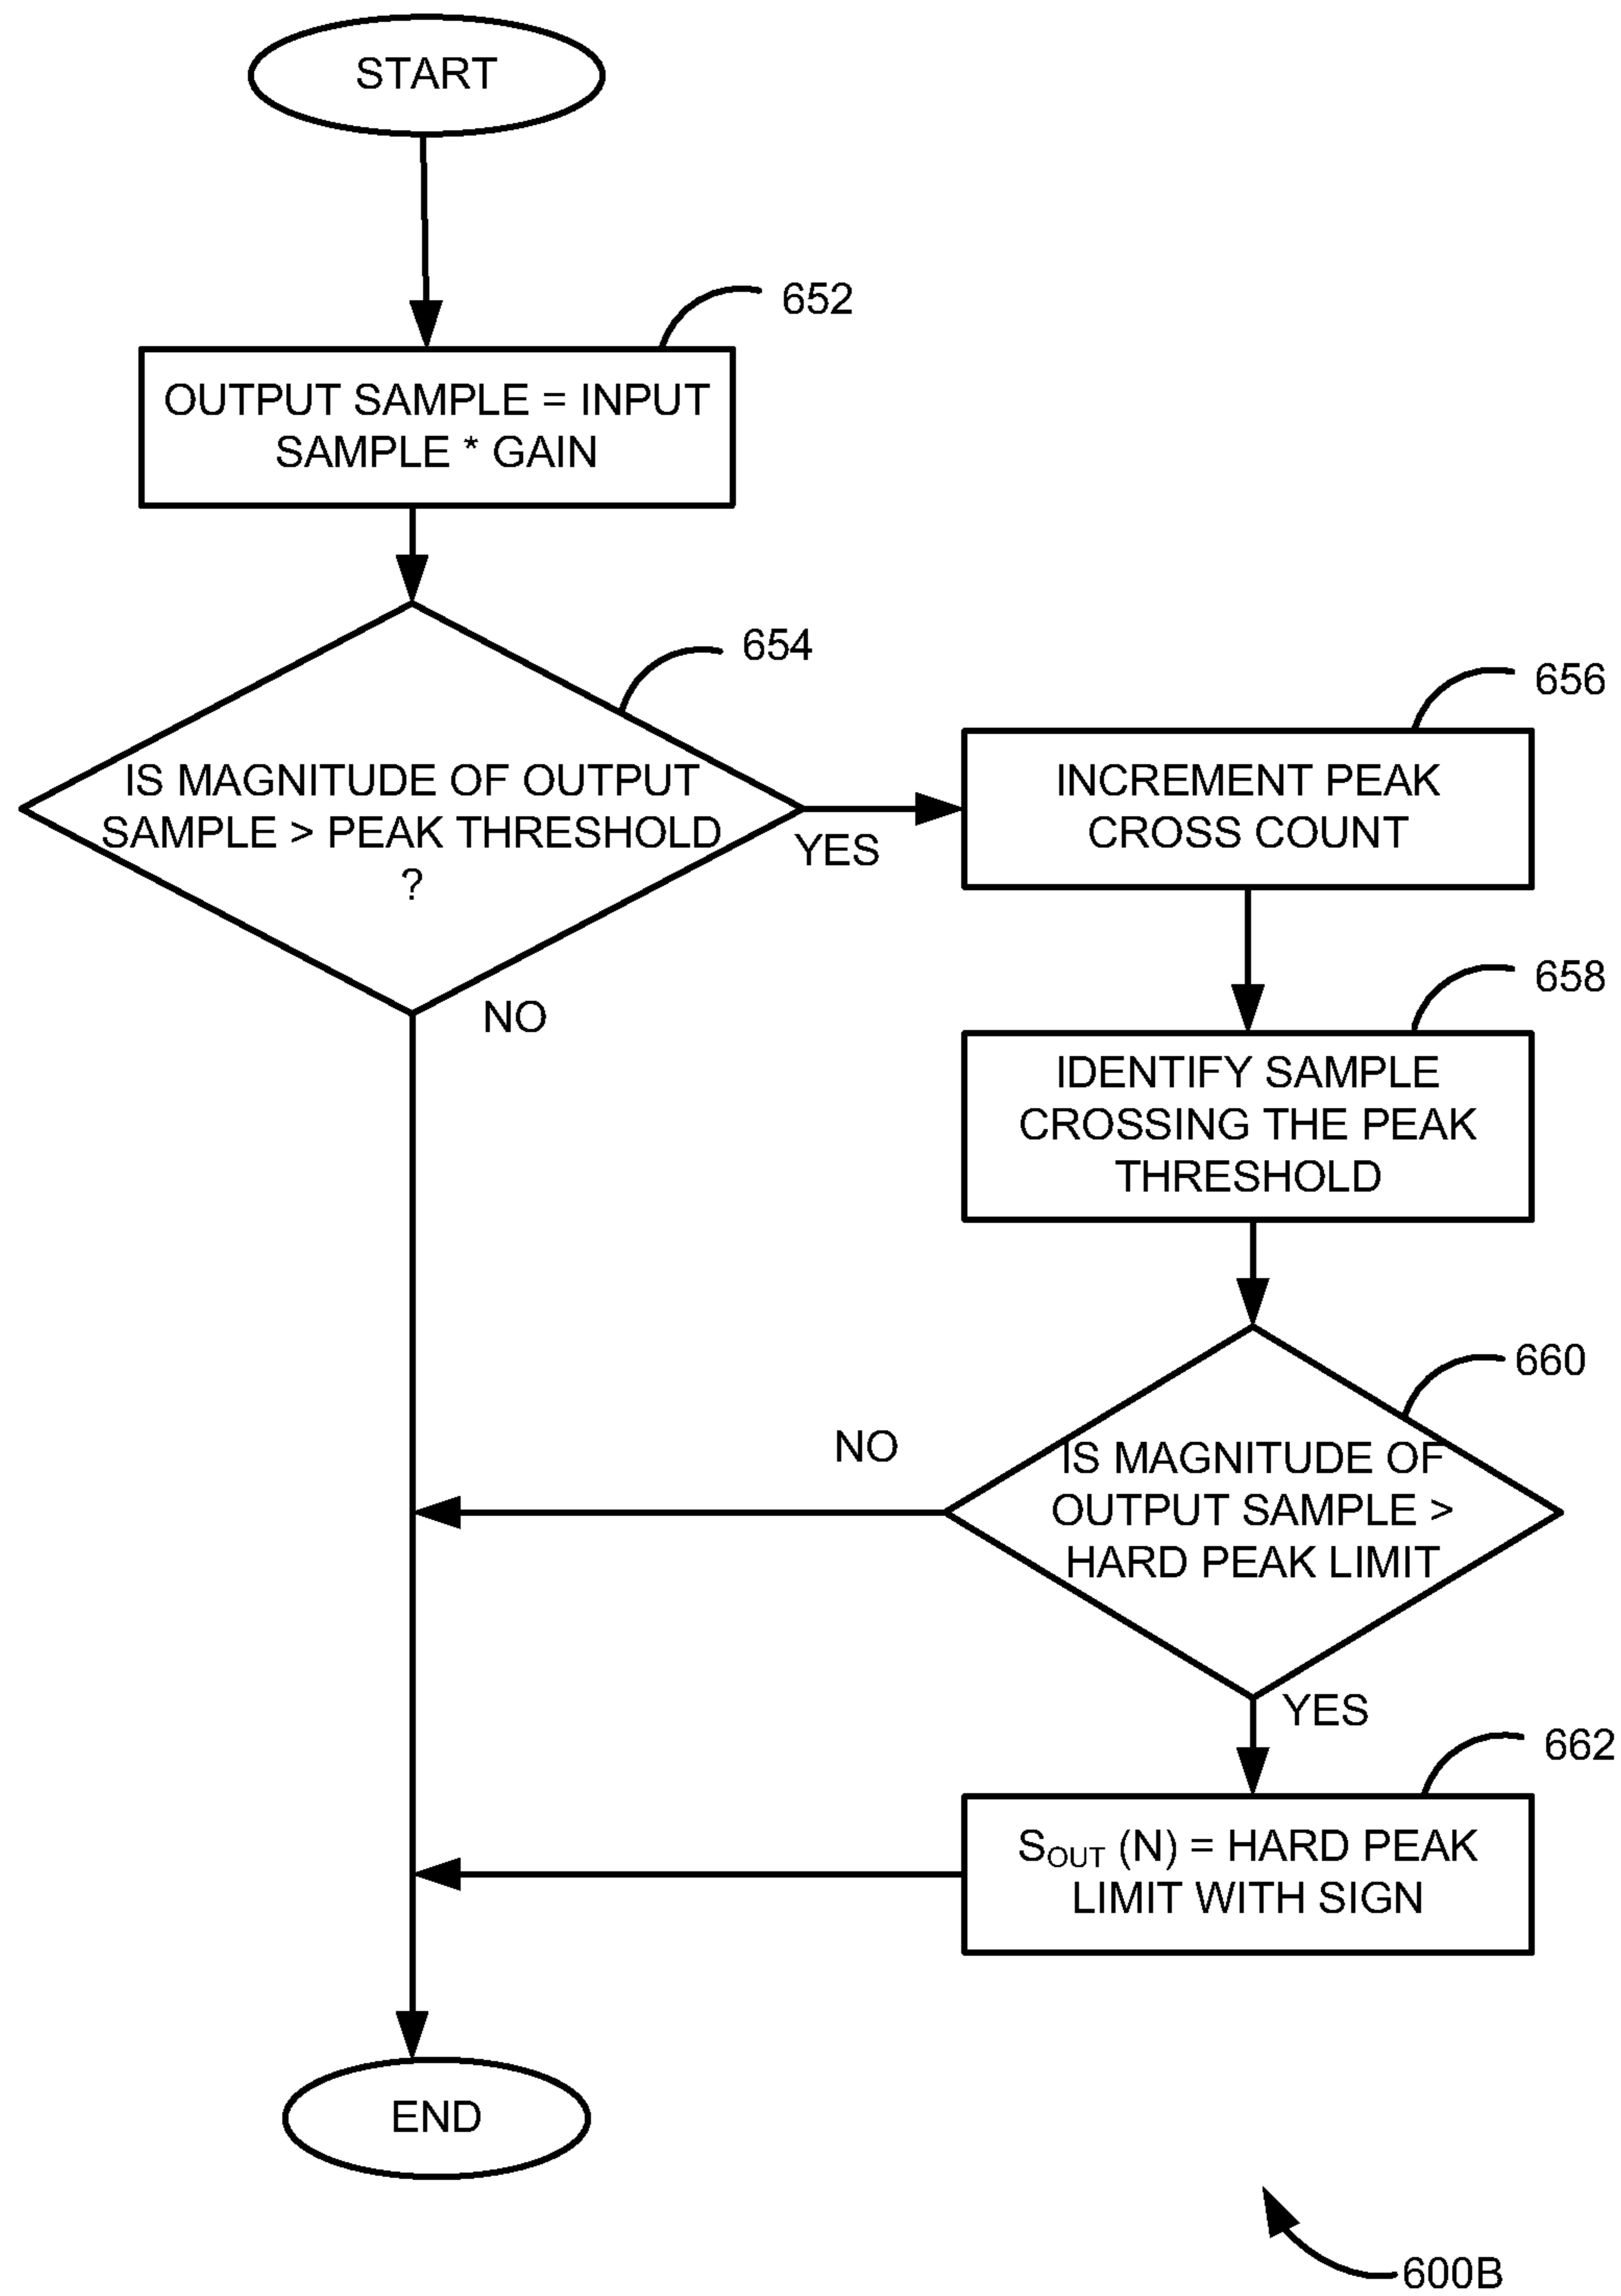 START
652
OUTPUT SAMPLE = INPUT
SAMPLE * GAIN
654
IS MAGNITUDE OF OUTPUT
SAMPLE > PEAK THRESHOLD
?
YES
NO
656
INCREMENT PEAK
CROSS COUNT
658
IDENTIFY SAMPLE
CROSSING THE PEAK
THRESHOLD
660
IS MAGNITUDE OF
OUTPUT SAMPLE >
HARD PEAK LIMIT
NO
YES
662
SOUT (N) = HARD PEAK
LIMIT WITH SIGN
END
600B